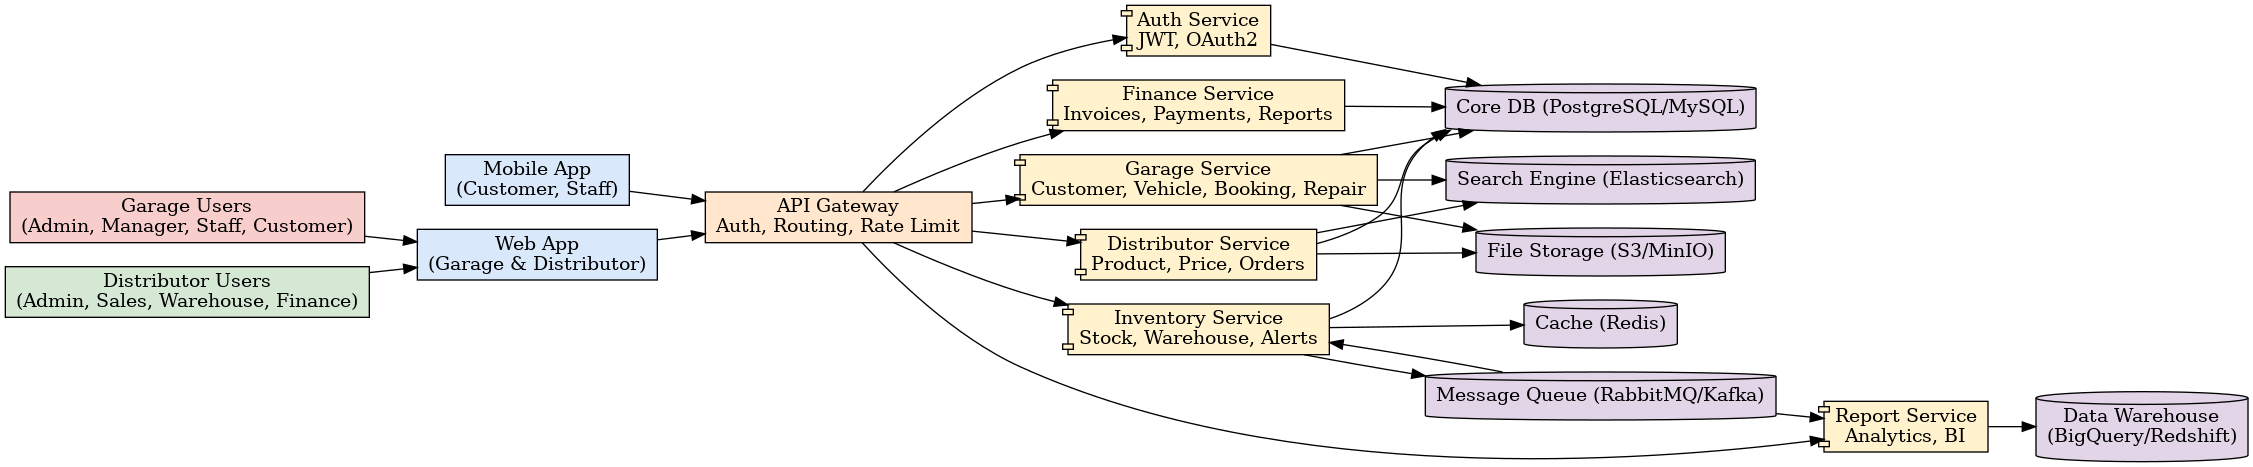 Garage Users
(Admin, Manager, Staff, Customer)
Distributor Users
(Admin, Sales, Warehouse, Finance)
Mobile App
(Customer, Staff)
Web App
(Garage & Distributor)
API Gateway
Auth, Routing, Rate Limit
Auth Service
JWT, OAuth2
Finance Service
Invoices, Payments, Reports
Garage Service
Customer, Vehicle, Booking, Repair
Distributor Service
Product, Price, Orders
Inventory Service
Stock, Warehouse, Alerts
Core DB (PostgreSQL/MySQL)
Search Engine (Elasticsearch)
File Storage (S3/MinIO)
Cache (Redis)
Message Queue (RabbitMQ/Kafka)
Report Service
Analytics, BI
Data Warehouse
(BigQuery/Redshift)